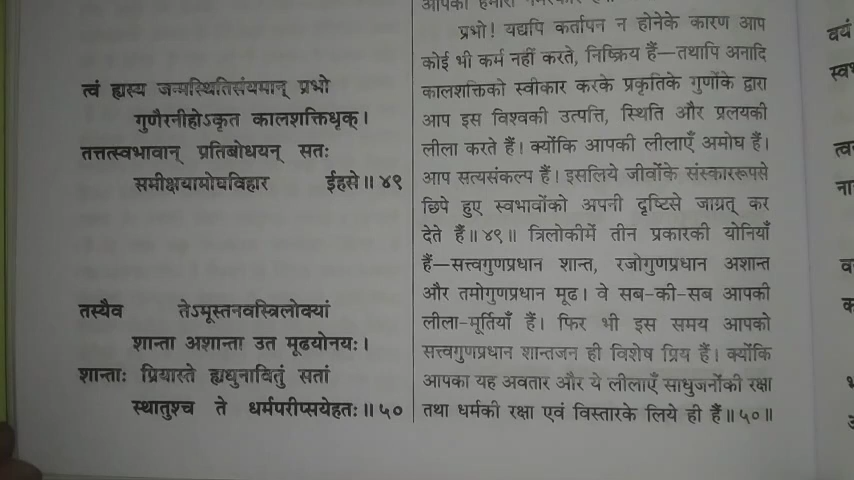 त्वं ह्यस्य जन्मस्थितिसंयमान् प्रभो
गुणैरनीहोऽकृत कालशक्तिधृक्।
तत्तत्स्वभावान् प्रतिबोधयन् सतः
समीक्षयामोघविहार ईहसे॥ ४९
तस्यैव तेऽमूस्तनवस्त्रिलोक्यां
शान्ता अशान्ता उत मूढयोनयः।
शान्ताः प्रियास्ते ह्यधुनावितुं सतां
स्थातुश्च ते धर्मपरीप्सयेहतः॥ ५०
आपको हमारा नमस्कार है॥
प्रभो! यद्यपि कर्तापन न होनेके कारण आप
कोई भी कर्म नहीं करते, निष्क्रिय हैं—तथापि अनादि
कालशक्तिको स्वीकार करके प्रकृतिके गुणोंके द्वारा
आप इस विश्वकी उत्पत्ति, स्थिति और प्रलयकी
लीला करते हैं। क्योंकि आपकी लीलाएँ अमोघ हैं।
आप सत्यसंकल्प हैं। इसलिये जीवोंके संस्काररूपसे
छिपे हुए स्वभावोंको अपनी दृष्टिसे जाग्रत् कर
देते हैं॥ ४९॥ त्रिलोकीमें तीन प्रकारकी योनियाँ
हैं—सत्त्वगुणप्रधान शान्त, रजोगुणप्रधान अशान्त
और तमोगुणप्रधान मूढ। वे सब-की-सब आपकी
लीला-मूर्तियाँ हैं। फिर भी इस समय आपको
सत्त्वगुणप्रधान शान्तजन ही विशेष प्रिय हैं। क्योंकि
आपका यह अवतार और ये लीलाएँ साधुजनोंकी रक्षा
तथा धर्मकी रक्षा एवं विस्तारके लिये ही हैं॥ ५०॥
वयं